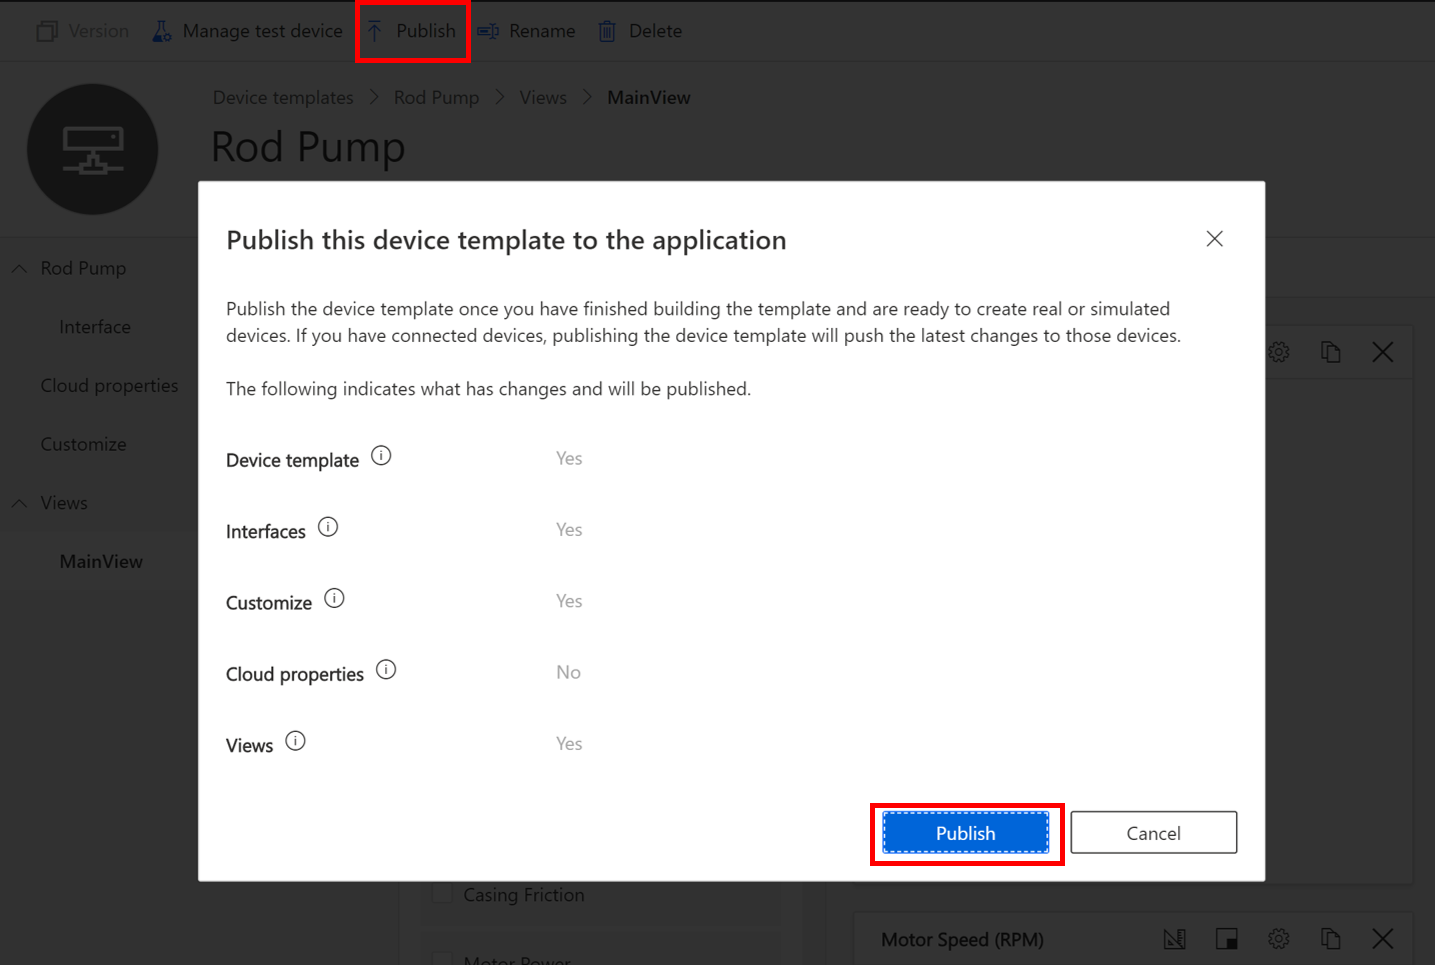 Version Manage test device Publish Rename Delete
Device templates Rod Pump Views MainView
Rod Pump
Publish this device template to the application
Publish the device template once you have finished building the template and are ready to create real or simulated
devices. If you have connected devices, publishing the device template will push the latest changes to those devices.
The following indicates what has changes and will be published.
Device template Yes
Interfaces Yes
Customize Yes
Cloud properties No
Views Yes
Publish Cancel
Rod Pump
Interface
Cloud properties
Customize
Views
MainView
Casing Friction
Motor Power
Motor Speed (RPM)